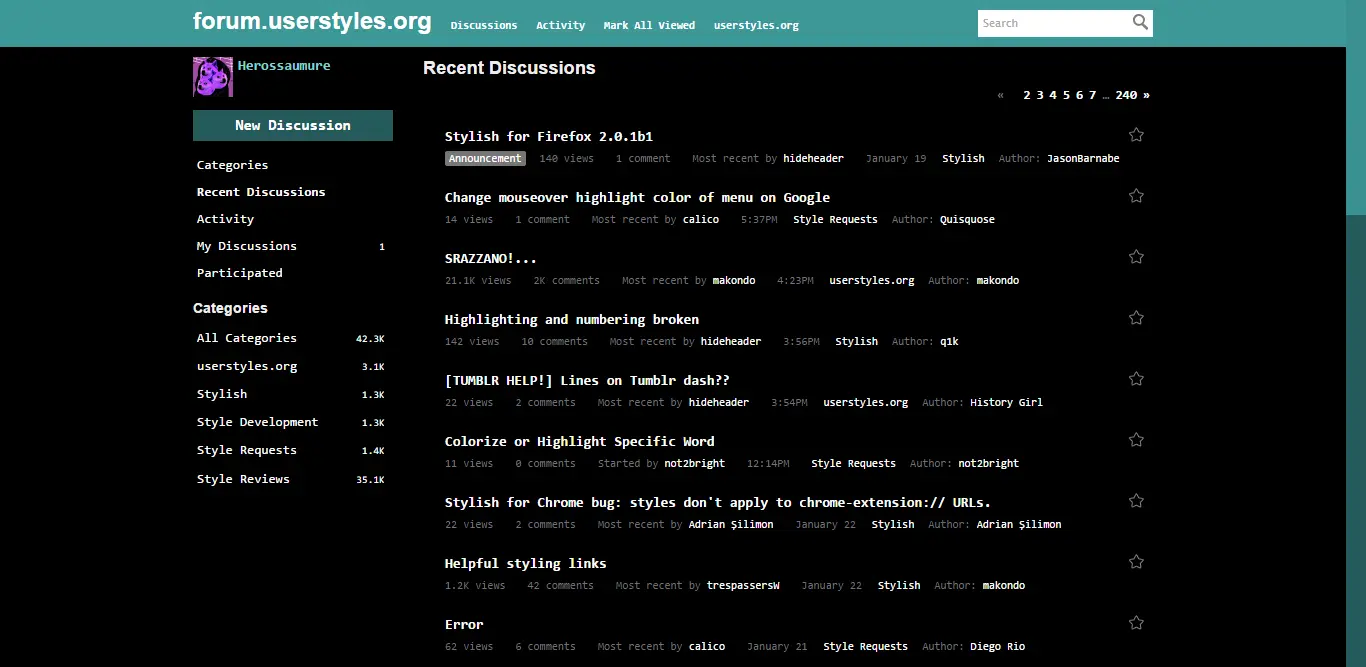 forum.userstyles.org Discussions Activity Mark All Viewed userstyles.org Search
Herossaumure
New Discussion
Categories
Recent Discussions
Activity
My Discussions 1
Participated
Categories
All Categories 42.3K
userstyles.org 3.1K
Stylish 1.3K
Style Development 1.3K
Style Requests 1.4K
Style Reviews 35.1K
Recent Discussions
« 2 3 4 5 6 7 … 240 »
Stylish for Firefox 2.0.1b1
Announcement 140 views 1 comment Most recent by hideheader January 19 Stylish Author: JasonBarnabe
Change mouseover highlight color of menu on Google
14 views 1 comment Most recent by calico 5:37PM Style Requests Author: Quisquose
SRAZZANO!...
21.1K views 2K comments Most recent by makondo 4:23PM userstyles.org Author: makondo
Highlighting and numbering broken
142 views 10 comments Most recent by hideheader 3:56PM Stylish Author: q1k
[TUMBLR HELP!] Lines on Tumblr dash??
22 views 2 comments Most recent by hideheader 3:54PM userstyles.org Author: History Girl
Colorize or Highlight Specific Word
11 views 0 comments Started by not2bright 12:14PM Style Requests Author: not2bright
Stylish for Chrome bug: styles don't apply to chrome-extension:// URLs.
22 views 2 comments Most recent by Adrian Șilimon January 22 Stylish Author: Adrian Șilimon
Helpful styling links
1.2K views 42 comments Most recent by trespassersW January 22 Stylish Author: makondo
Error
62 views 6 comments Most recent by calico January 21 Style Requests Author: Diego Rio